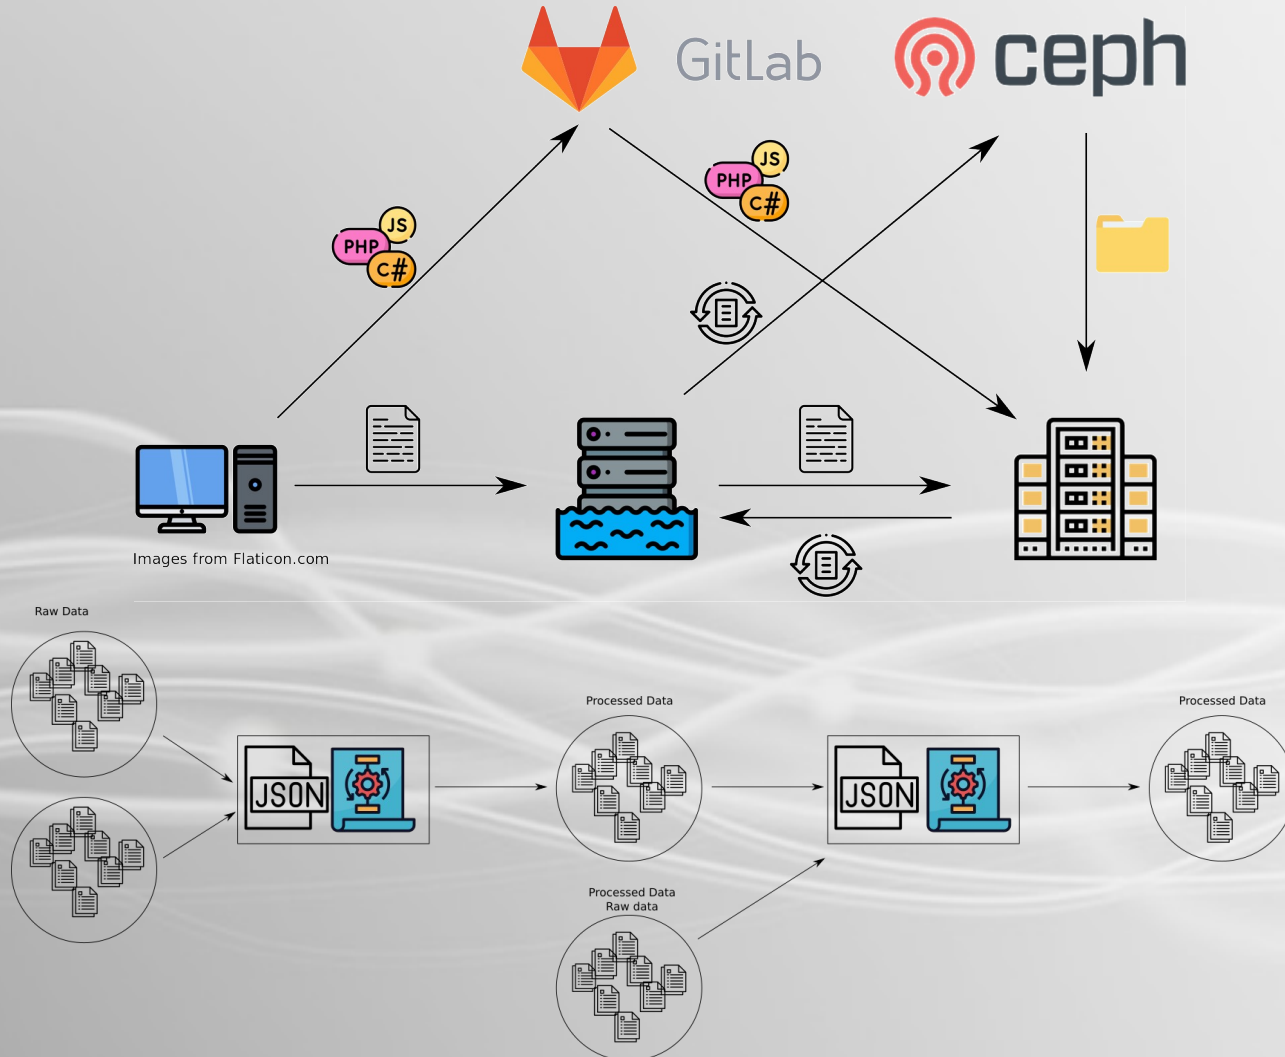 GitLab
ceph
JS
PHP
C#
JS
PHP
C#
Images from Flaticon.com
Raw Data
Processed Data
Processed Data
JSON
JSON
Processed Data
Raw data